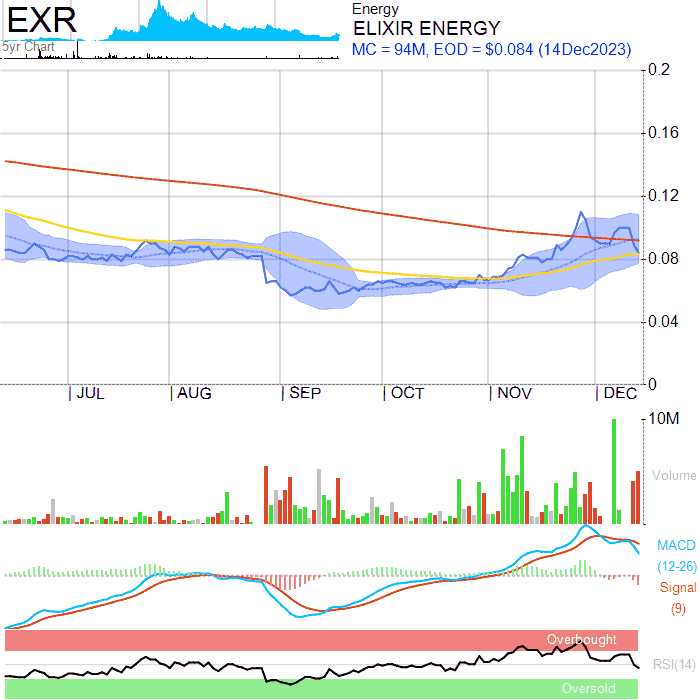 EXR
5yr Chart
Energy
ELIXIR ENERGY
MC = 94M, EOD = $0.084 (14Dec2023)
0.2
0.16
0.12
0.08
0.04
0
JUL AUG SEP OCT NOV DEC
10M
Volume
MACD
(12-26)
Signal
(9)
Overbought
RSI(14)
Oversold